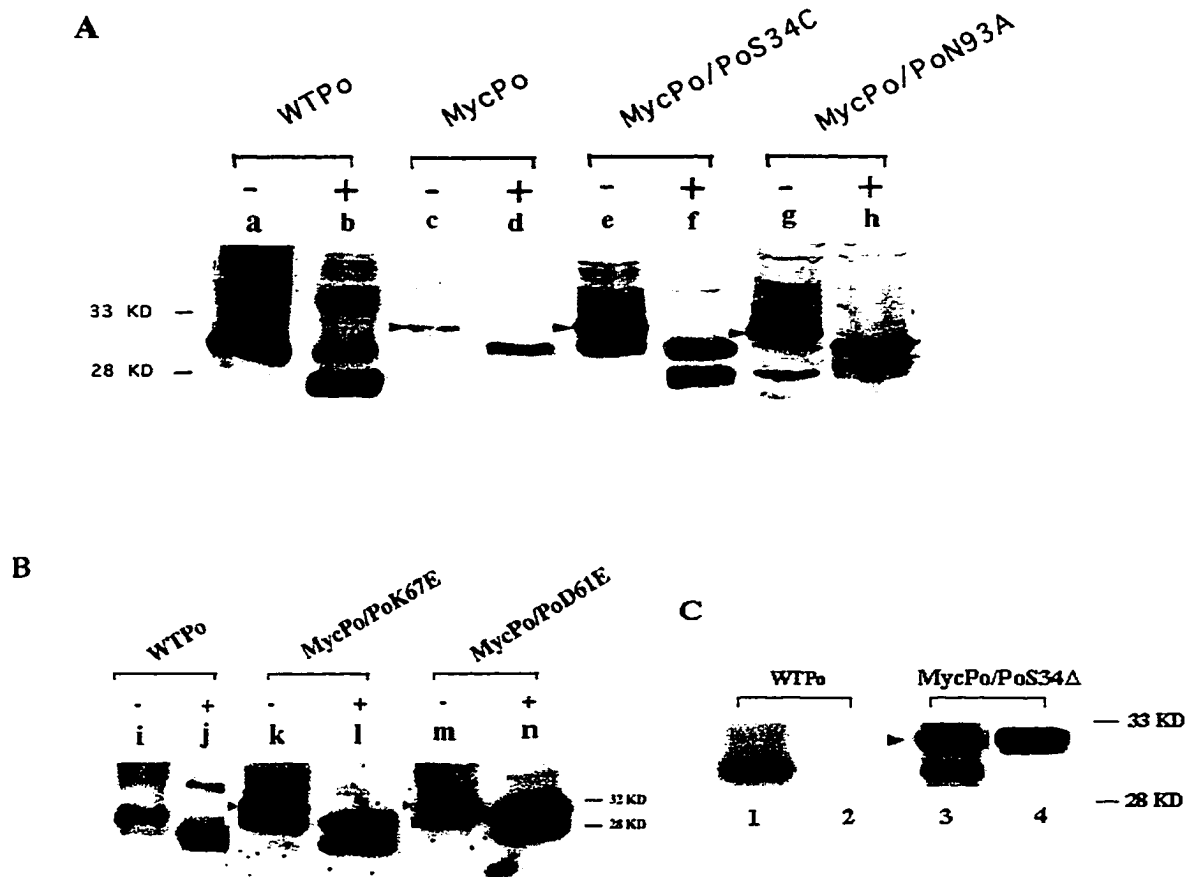 A
WTPo MycPo MycPo/PoS34C MycPo/PoN93A
- + - + - + - +
a b c d e f g h
33 KD —
28 KD —
B
WTPo MycPo/PoK67E MycPo/PoD61E
- + - + - +
i j k l m n
— 32 KD
— 28 KD
C
WTPo MycPo/PoS34Δ
— 33 KD
— 28 KD
1 2 3 4